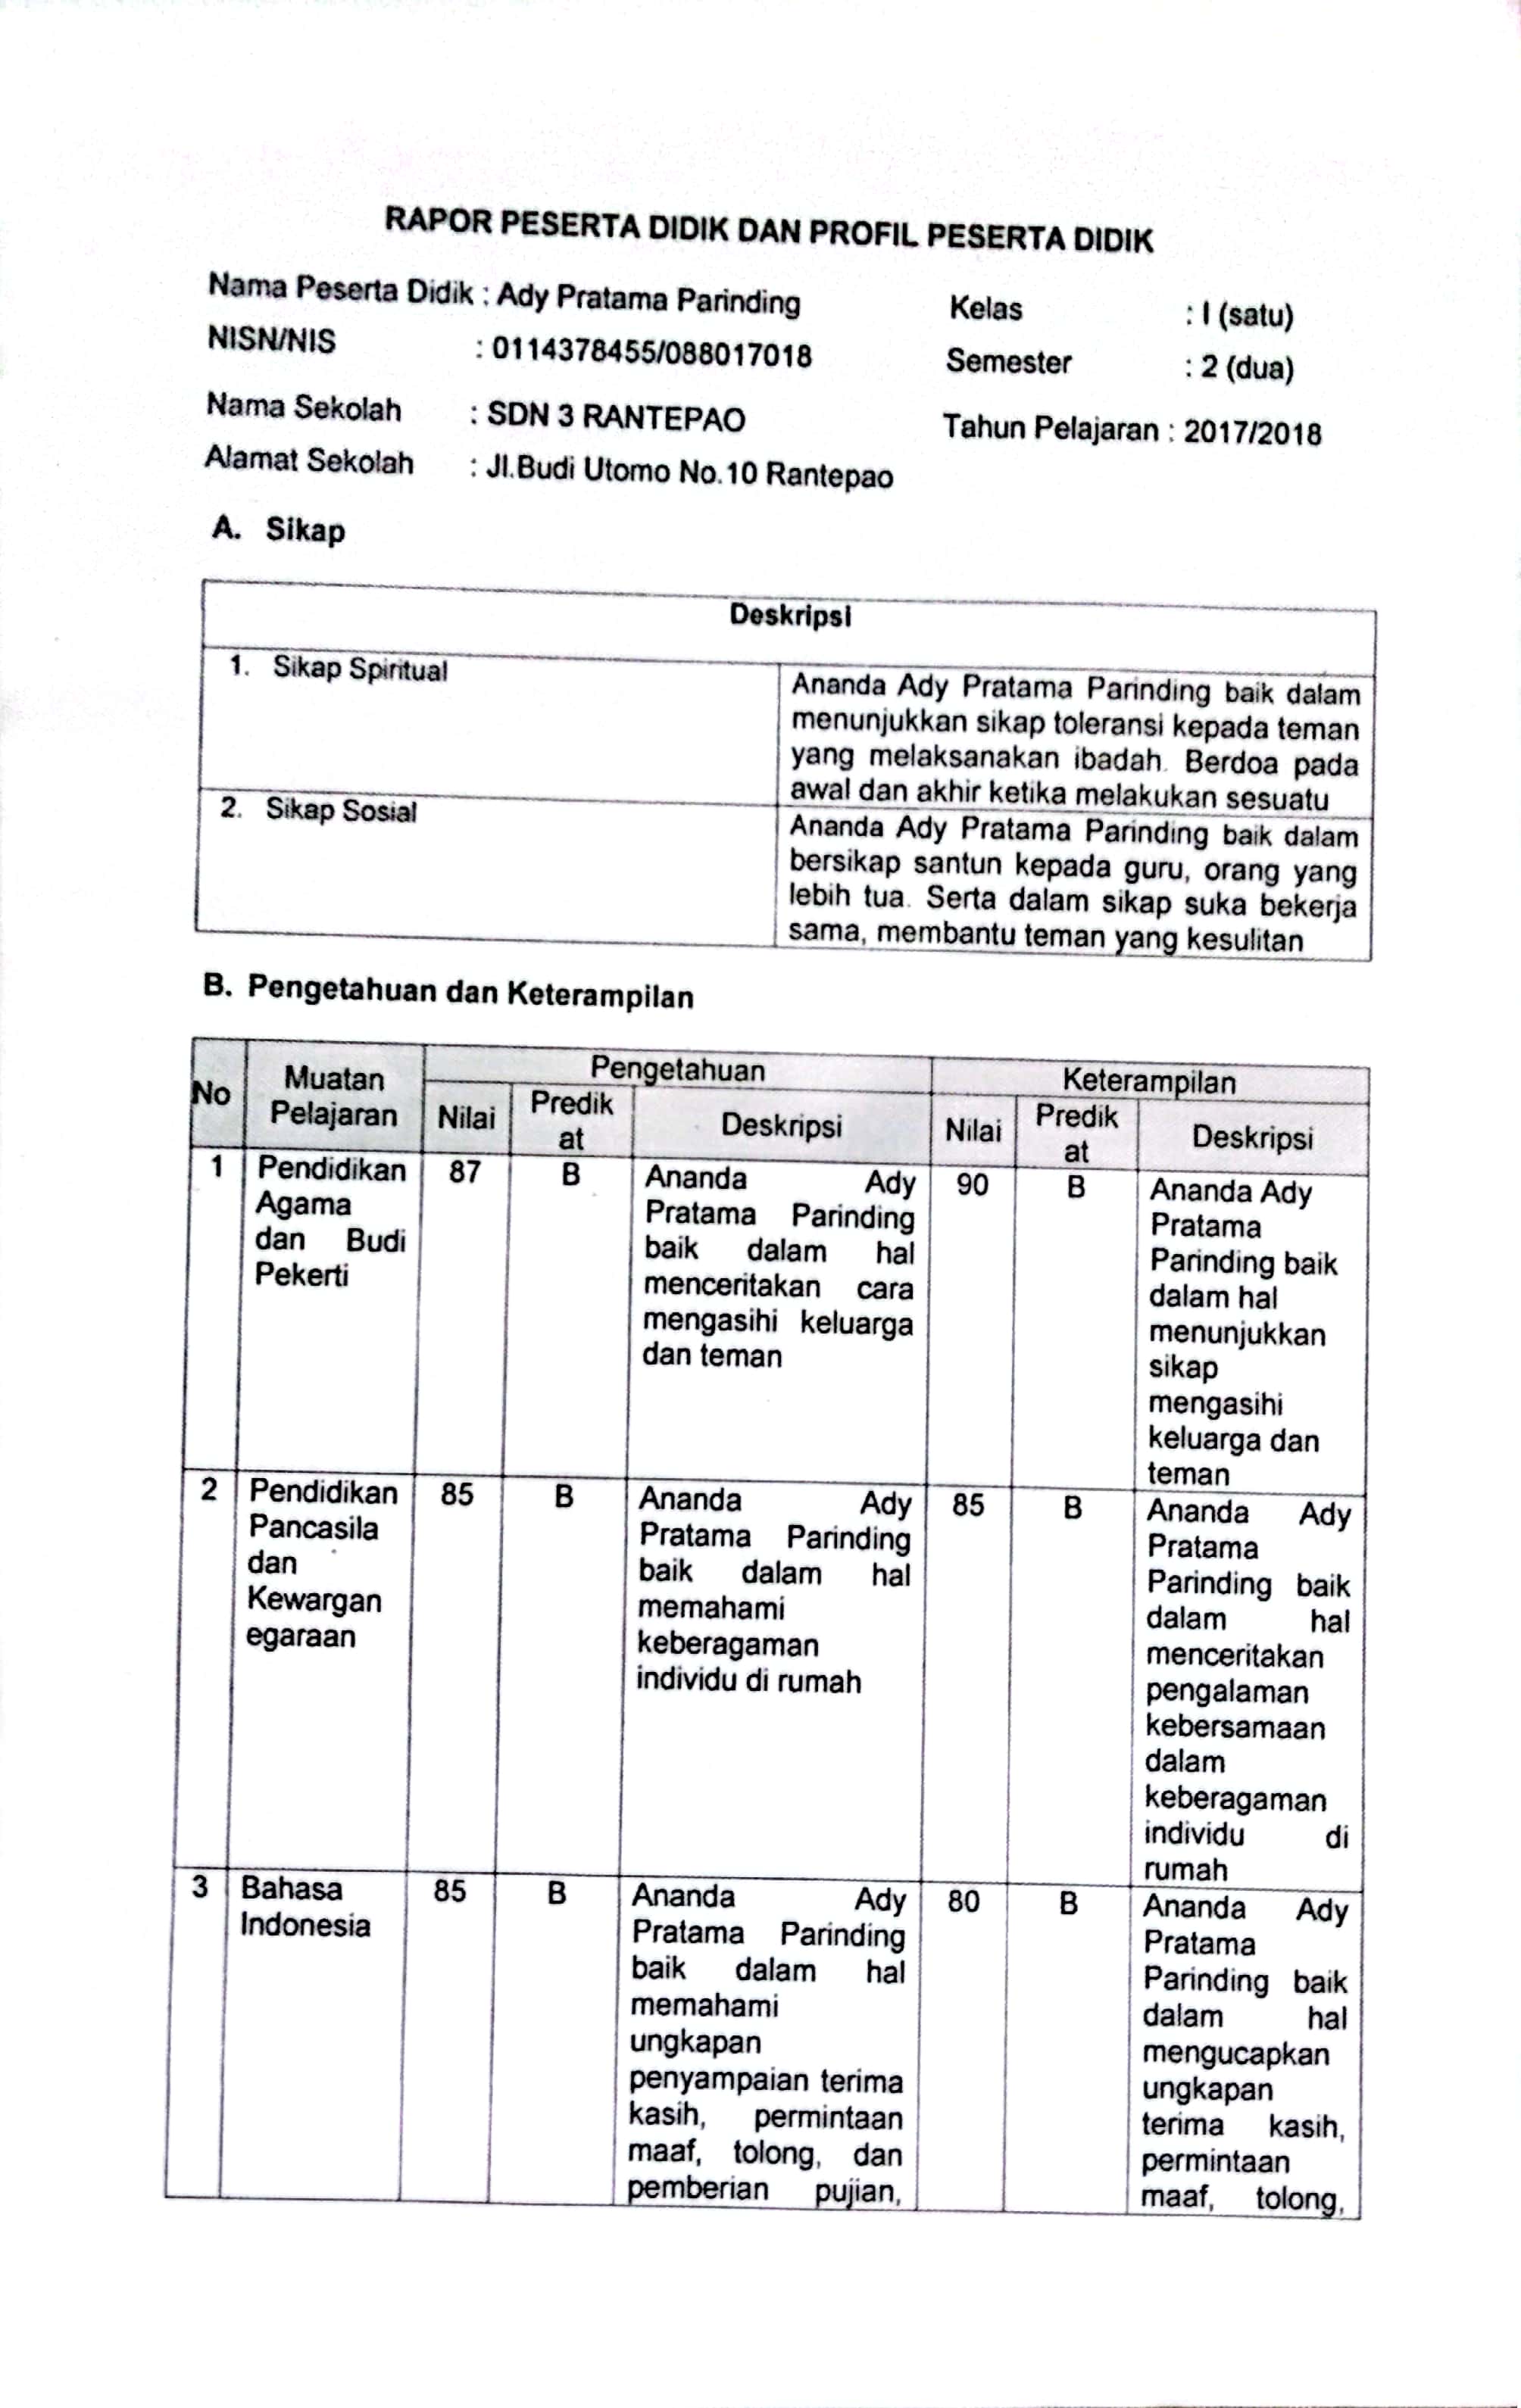 RAPOR PESERTA DIDIK DAN PROFIL PESERTA DIDIK
Nama Peserta Didik : Ady Pratama Parinding
NISN/NIS : 0114378455/088017018
Nama Sekolah : SDN 3 RANTEPAO
Alamat Sekolah : Jl.Budi Utomo No.10 Rantepao
Kelas : I (satu)
Semester : 2 (dua)
Tahun Pelajaran : 2017/2018
A. Sikap
Deskripsi
1. Sikap Spiritual
Ananda Ady Pratama Parinding baik dalam
menunjukkan sikap toleransi kepada teman
yang melaksanakan ibadah. Berdoa pada
awal dan akhir ketika melakukan sesuatu
2. Sikap Sosial
Ananda Ady Pratama Parinding baik dalam
bersikap santun kepada guru, orang yang
lebih tua. Serta dalam sikap suka bekerja
sama, membantu teman yang kesulitan
B. Pengetahuan dan Keterampilan
No
Muatan
Pelajaran
Pengetahuan
Keterampilan
Nilai
Predik
at
Deskripsi
Nilai
Predik
at
Deskripsi
1
Pendidikan
Agama
dan Budi
Pekerti
87
B
Ananda Ady
Pratama Parinding
baik dalam hal
menceritakan cara
mengasihi keluarga
dan teman
90
B
Ananda Ady
Pratama
Parinding baik
dalam hal
menunjukkan
sikap
mengasihi
keluarga dan
teman
2
Pendidikan
Pancasila
dan
Kewargan
egaraan
85
B
Ananda Ady
Pratama Parinding
baik dalam hal
memahami
keberagaman
individu di rumah
85
B
Ananda Ady
Pratama
Parinding baik
dalam hal
menceritakan
pengalaman
kebersamaan
dalam
keberagaman
individu di
rumah
3
Bahasa
Indonesia
85
B
Ananda Ady
Pratama Parinding
baik dalam hal
memahami
ungkapan
penyampaian terima
kasih, permintaan
maaf, tolong, dan
pemberian pujian,
80
B
Ananda Ady
Pratama
Parinding baik
dalam hal
mengucapkan
ungkapan
terima kasih,
permintaan
maaf, tolong,